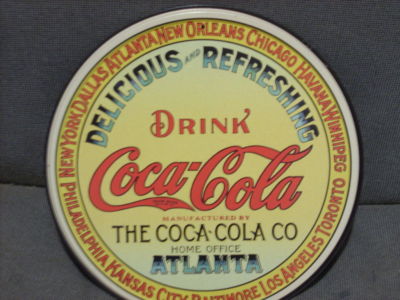 PHILADELPHIA NEW YORK DALLAS ATLANTA NEW ORLEANS CHICAGO HAVANA WINNIPEG TORONTO LOS ANGELES BALTIMORE KANSAS CITY
DELICIOUS AND REFRESHING
DRINK
Coca-Cola
MANUFACTURED BY
THE COCA-COLA CO
HOME OFFICE
ATLANTA